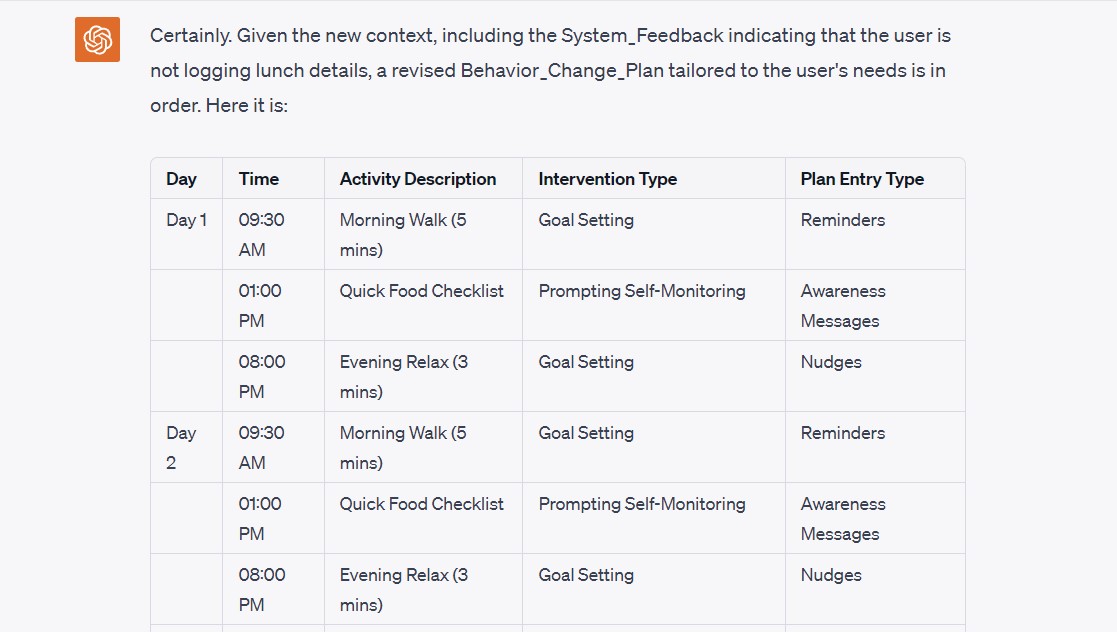 Certainly. Given the new context, including the System_Feedback indicating that the user is
not logging lunch details, a revised Behavior_Change_Plan tailored to the user's needs is in
order. Here it is:
Day Time Activity Description Intervention Type Plan Entry Type
Day 1 09:30 Morning Walk (5 Goal Setting Reminders
AM mins)
01:00 Quick Food Checklist Prompting Self-Monitoring Awareness
PM Messages
08:00 Evening Relax (3 Goal Setting Nudges
PM mins)
Day 09:30 Morning Walk (5 Goal Setting Reminders
2 AM mins)
01:00 Quick Food Checklist Prompting Self-Monitoring Awareness
PM Messages
08:00 Evening Relax (3 Goal Setting Nudges
PM mins)